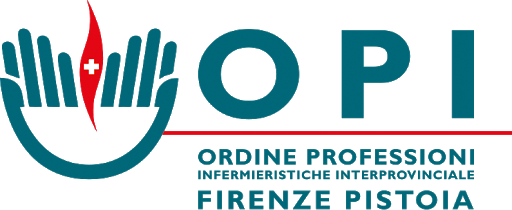 OPI
ORDINE PROFESSIONI
INFERMIERISTICHE INTERPROVINCIALE
FIRENZE PISTOIA